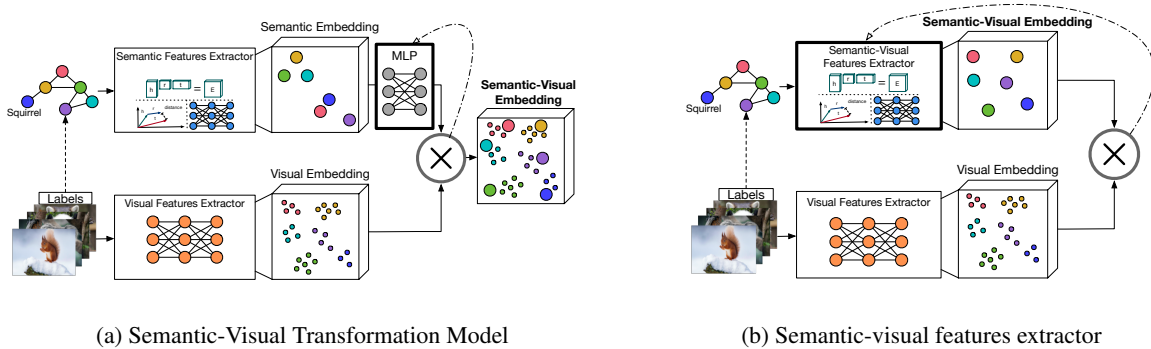 Semantic Embedding
Semantic Features Extractor
h r t = E
h r distance
t
Squirrel
MLP
Semantic-Visual
Embedding
Labels
Visual Features Extractor
Visual Embedding
(a) Semantic-Visual Transformation Model
Semantic-Visual Embedding
Semantic-Visual
Features Extractor
h r t = E
h r distance
t
Squirrel
Labels
Visual Features Extractor
Visual Embedding
(b) Semantic-visual features extractor